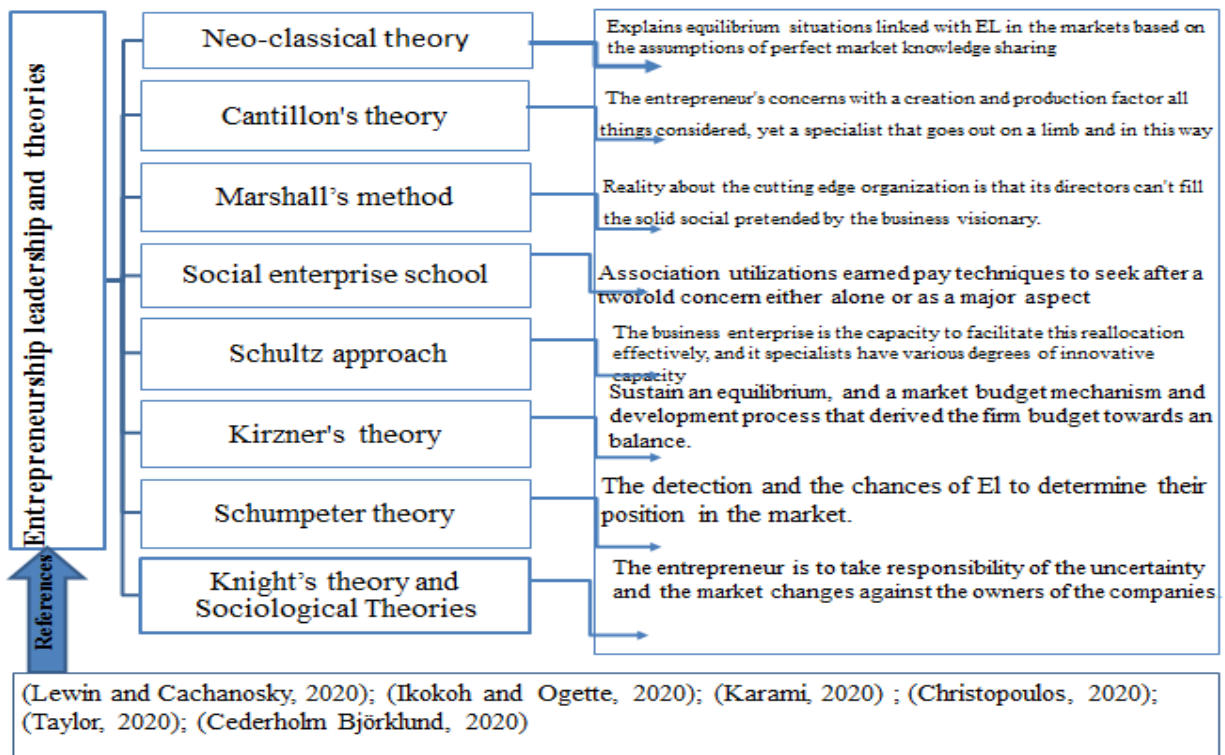 Entrepreneurship leadership and theories
Neo-classical theory
Explains equilibrium situations linked with EL in the markets based on
the assumptions of perfect market knowledge sharing
Cantillon's theory
The entrepreneur's concerns with a creation and production factor all
things considered, yet a specialist that goes out on a limb and in this way
Marshall’s method
Reality about the cutting edge organization is that its directors can't fill
the solid social pretended by the business visionary.
Social enterprise school
Association utilizations earned pay techniques to seek after a
twofold concern either alone or as a major aspect
Schultz approach
The business enterprise is the capacity to facilitate this reallocation
effectively, and it specialists have various degrees of innovative
capacity
Kirzner's theory
Sustain an equilibrium, and a market budget mechanism and
development process that derived the firm budget towards an
balance.
Schumpeter theory
The detection and the chances of El to determine their
position in the market.
Knight’s theory and
Sociological Theories
The entrepreneur is to take responsibility of the uncertainty
and the market changes against the owners of the companies.
References
(Lewin and Cachanosky, 2020); (Ikokoh and Ogette, 2020); (Karami, 2020) ; (Christopoulos, 2020);
(Taylor, 2020); (Cederholm Björklund, 2020)